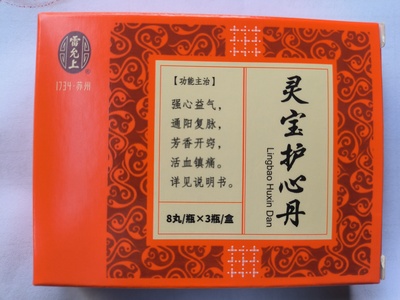 雷允上
®
1734·苏州
【功能主治】
强心益气，
通阳复脉，
芳香开窍，
活血镇痛。
详见说明书。
8丸/瓶×3瓶/盒
灵宝护心丹
Lingbao Huxin Dan